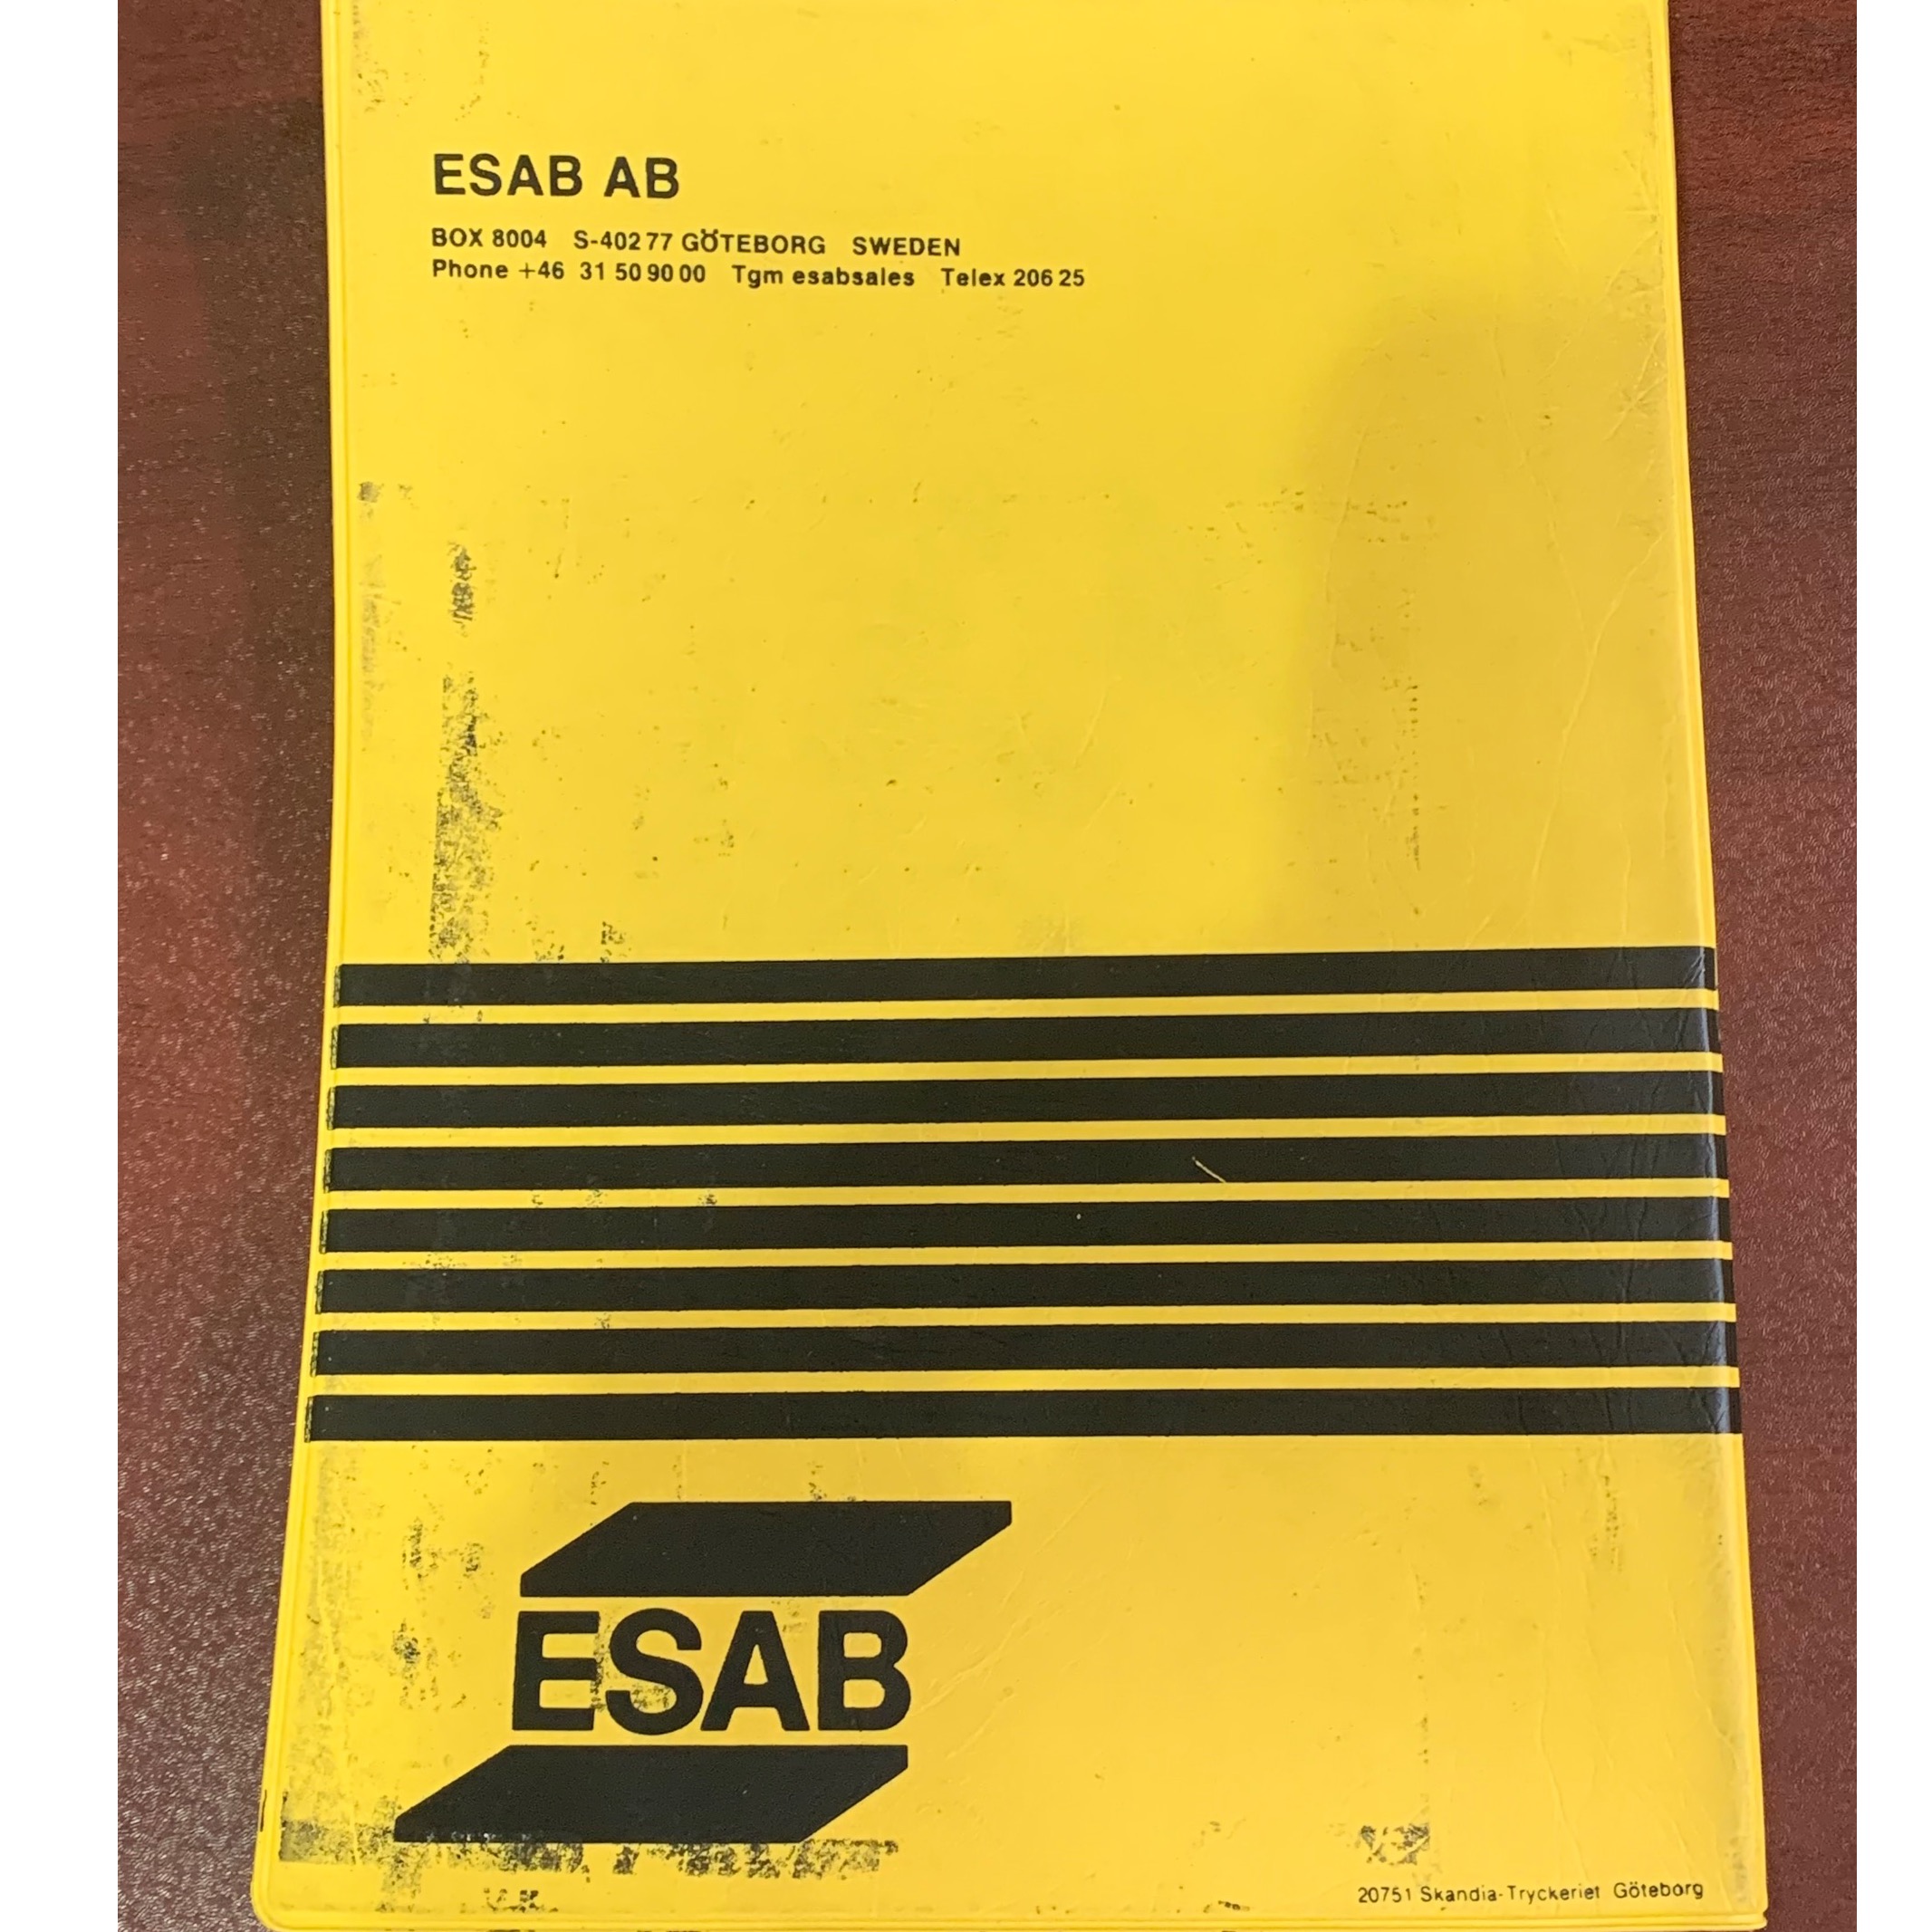 ESAB AB
BOX 8004 S-402 77 GÖTEBORG SWEDEN
Phone +46 31 50 90 00 Tgm esabsales Telex 206 25
ESAB
20751 Skandia-Tryckeriet Göteborg